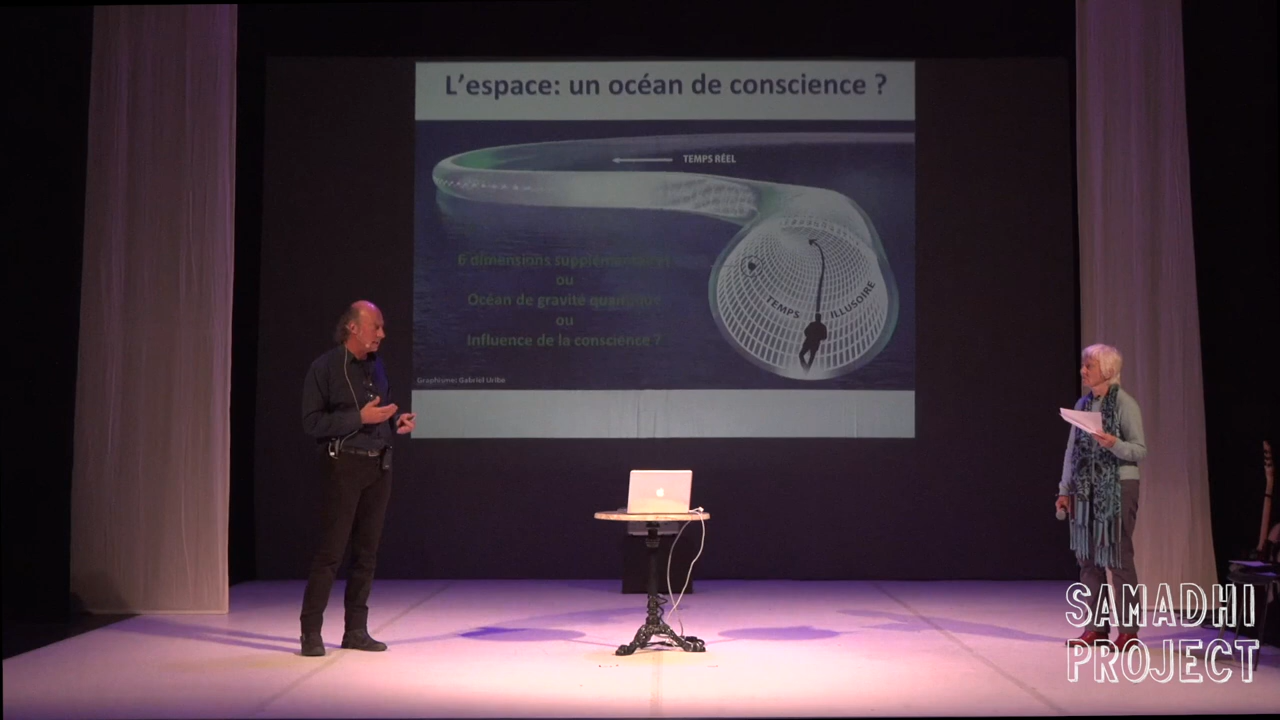 L'espace: un océan de conscience ?
TEMPS RÉEL
6 dimensions supplémentaires
ou
Océan de gravité quantique
ou
Influence de la conscience ?
TEMPS ILLUSOIRE
Graphisme: Gabriel Uribe
SAMADHI
PROJECT